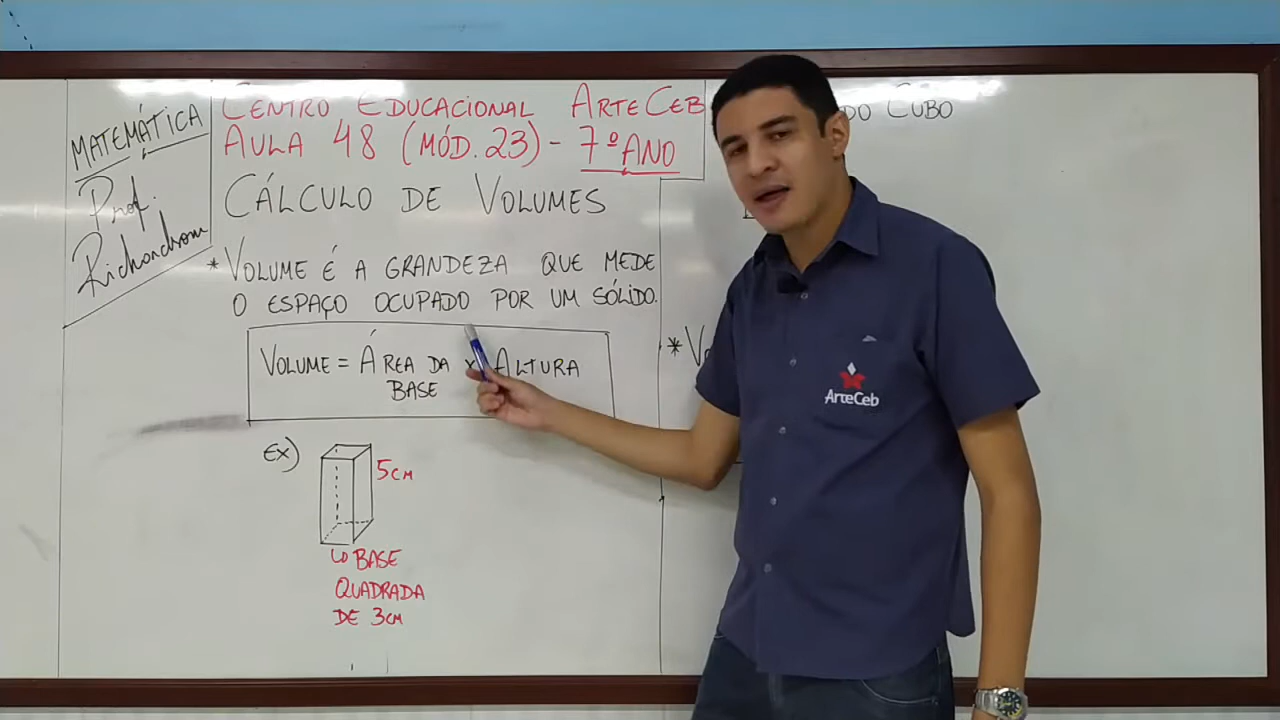 MATEMÁTICA
Prof.
Richardson
CENTRO EDUCACIONAL ARTECEB
AULA 48 (MÓD. 23) - 7º ANO
CÁLCULO DE VOLUMES
* VOLUME É A GRANDEZA QUE MEDE
O ESPAÇO OCUPADO POR UM SÓLIDO.
VOLUME = ÁREA DA BASE x ALTURA
EX)
5CM
BASE
QUADRADA
DE 3CM
DO CUBO
ArteCeb